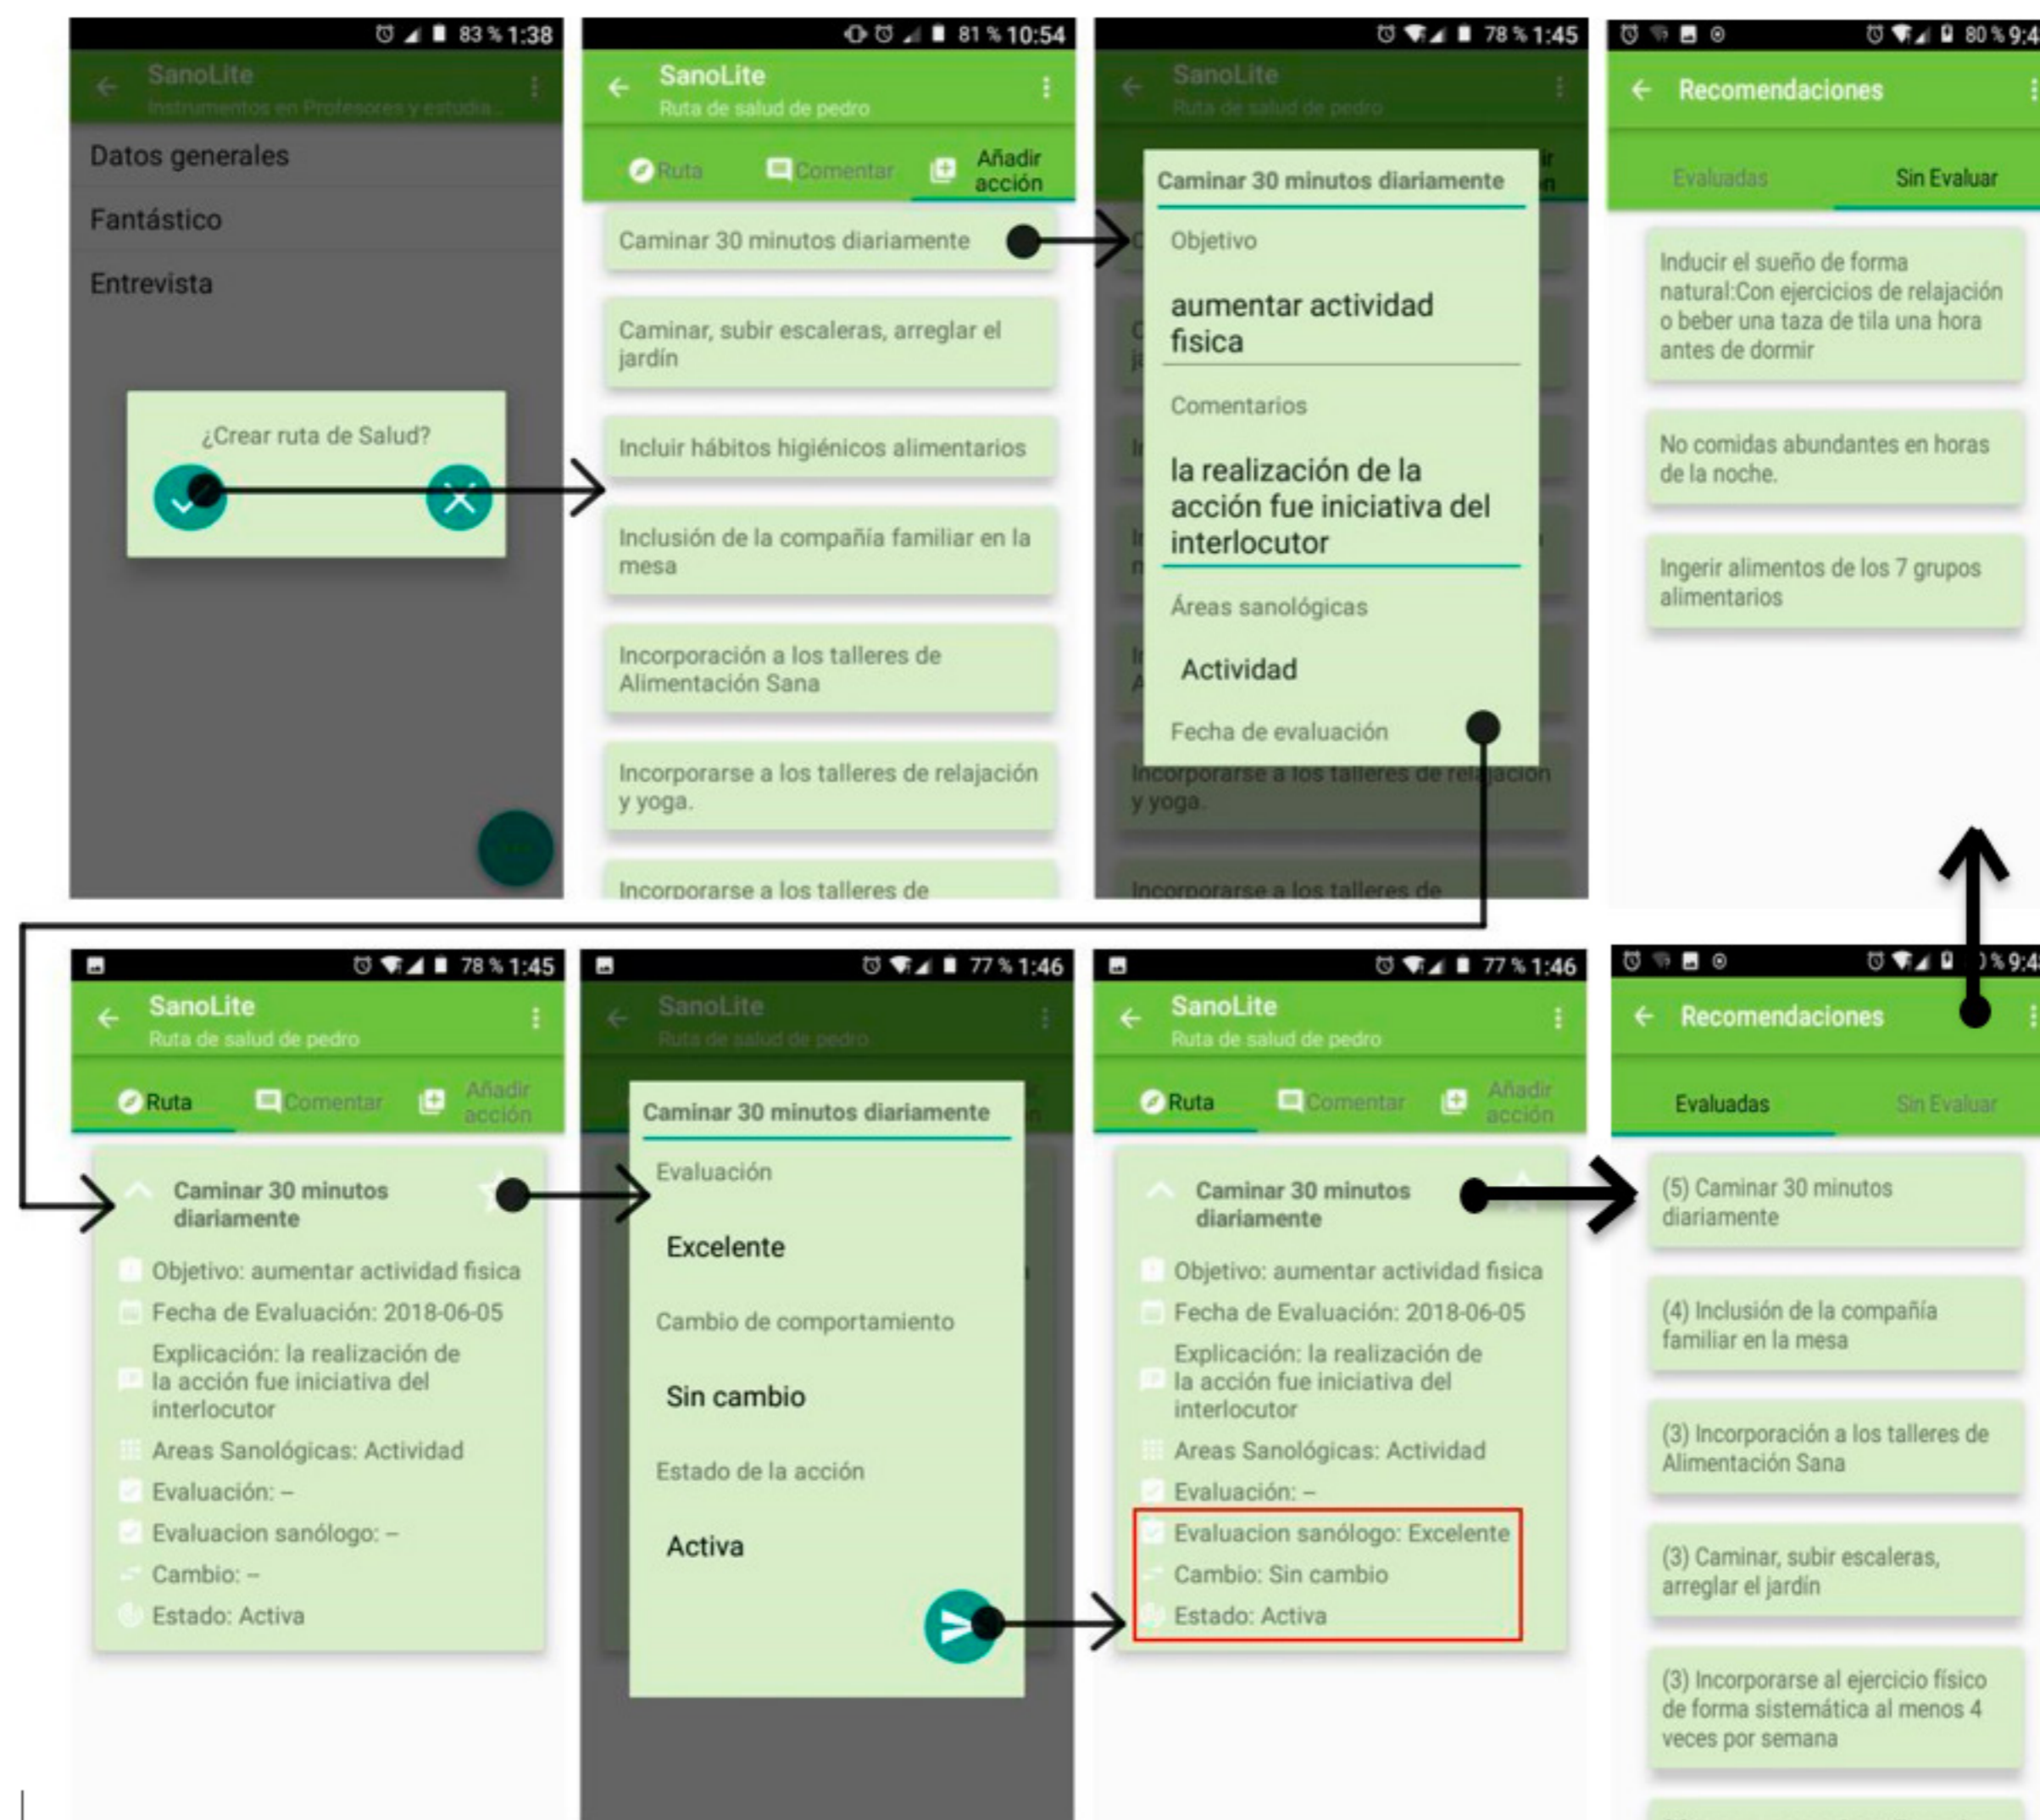 83 % 1:38
SanoLite
Instrumentos en Profesores y estudia...
Datos generales
Fantástico
Entrevista
¿Crear ruta de Salud?
81 % 10:54
SanoLite
Ruta de salud de pedro
Ruta
Comentar
Añadir
acción
Caminar 30 minutos diariamente
Caminar, subir escaleras, arreglar el
jardín
Incluir hábitos higiénicos alimentarios
Inclusión de la compañía familiar en la
mesa
Incorporación a los talleres de
Alimentación Sana
Incorporarse a los talleres de relajación
y yoga.
Incorporarse a los talleres de
78 % 1:45
SanoLite
Ruta de salud de pedro
Caminar 30 minutos diariamente
Objetivo
aumentar actividad
fisica
Comentarios
la realización de la
acción fue iniciativa del
interlocutor
Áreas sanológicas
Actividad
Fecha de evaluación
Incorporarse a los talleres de relajación
y yoga.
Incorporarse a los talleres de
80 % 9:4
Recomendaciones
Evaluadas
Sin Evaluar
Inducir el sueño de forma
natural:Con ejercicios de relajación
o beber una taza de tila una hora
antes de dormir
No comidas abundantes en horas
de la noche.
Ingerir alimentos de los 7 grupos
alimentarios
78 % 1:45
SanoLite
Ruta de salud de pedro
Ruta
Comentar
Añadir
acción
Caminar 30 minutos
diariamente
Objetivo: aumentar actividad fisica
Fecha de Evaluación: 2018-06-05
Explicación: la realización de
la acción fue iniciativa del
interlocutor
Areas Sanológicas: Actividad
Evaluación: –
Evaluacion sanólogo: –
Cambio: –
Estado: Activa
77 % 1:46
SanoLite
Ruta de salud de pedro
Caminar 30 minutos diariamente
Evaluación
Excelente
Cambio de comportamiento
Sin cambio
Estado de la acción
Activa
77 % 1:46
SanoLite
Ruta de salud de pedro
Ruta
Comentar
Añadir
acción
Caminar 30 minutos
diariamente
Objetivo: aumentar actividad fisica
Fecha de Evaluación: 2018-06-05
Explicación: la realización de
la acción fue iniciativa del
interlocutor
Areas Sanológicas: Actividad
Evaluación: –
Evaluacion sanólogo: Excelente
Cambio: Sin cambio
Estado: Activa
0 % 9:4
Recomendaciones
Evaluadas
Sin Evaluar
(5) Caminar 30 minutos
diariamente
(4) Inclusión de la compañía
familiar en la mesa
(3) Incorporación a los talleres de
Alimentación Sana
(3) Caminar, subir escaleras,
arreglar el jardín
(3) Incorporarse al ejercicio físico
de forma sistemática al menos 4
veces por semana